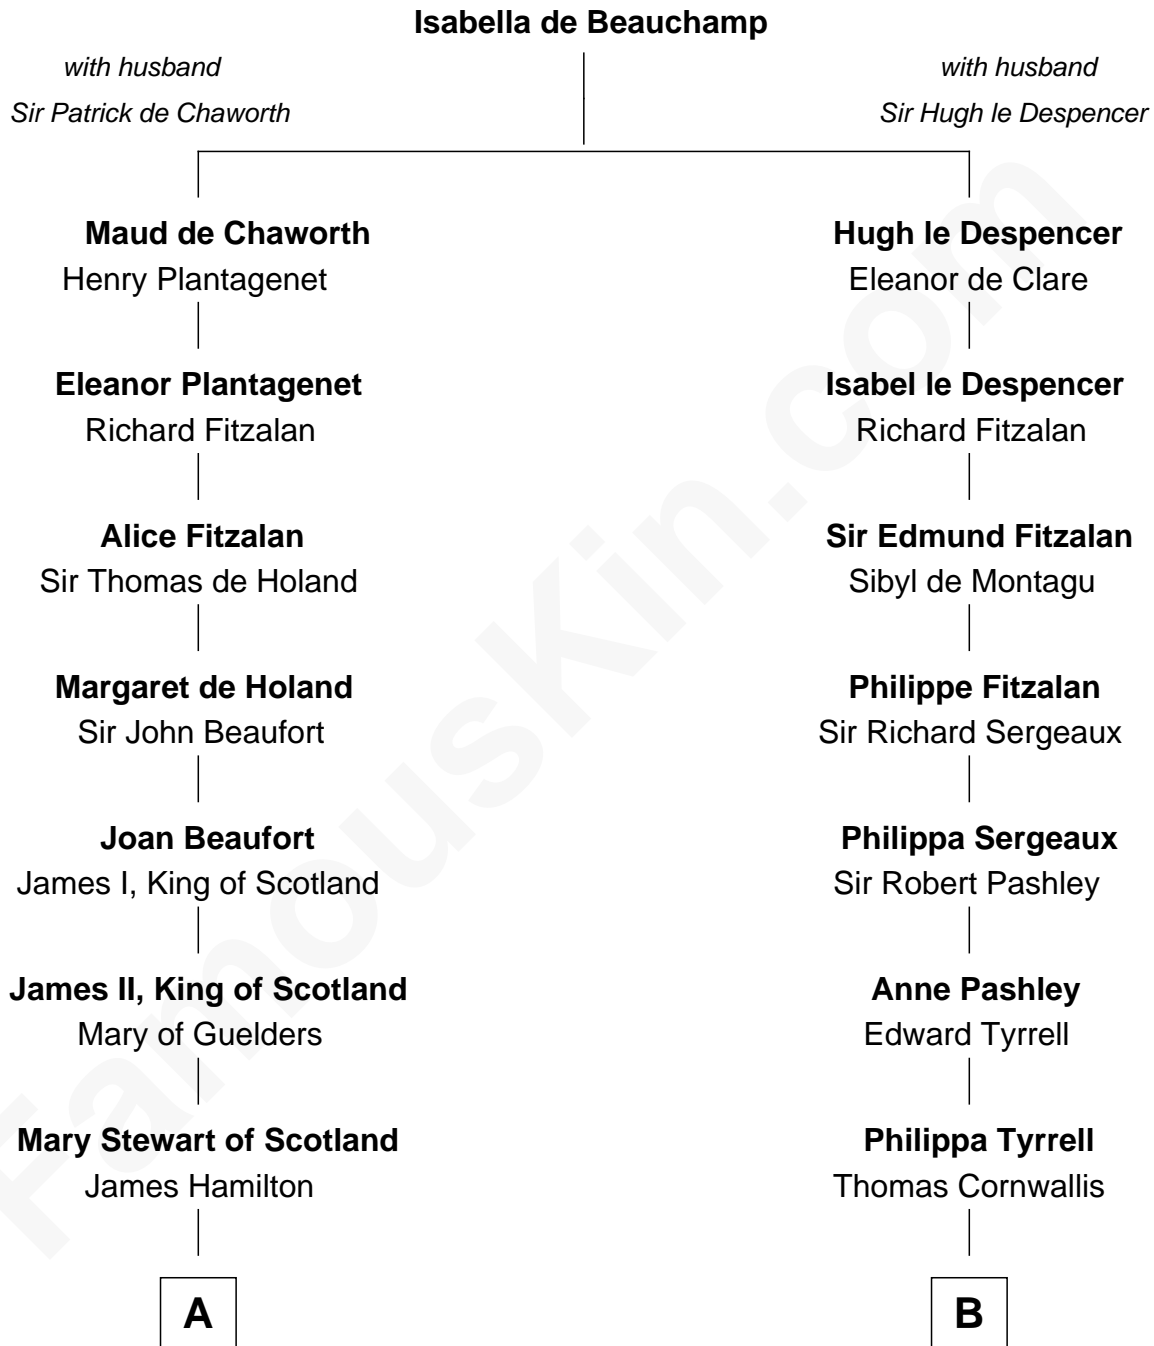 Isabella de Beauchamp
with husband
Sir Patrick de Chaworth
with husband
Sir Hugh le Despencer
Maud de Chaworth
Henry Plantagenet
Hugh le Despencer
Eleanor de Clare
Eleanor Plantagenet
Richard Fitzalan
Isabel le Despencer
Richard Fitzalan
Alice Fitzalan
Sir Thomas de Holand
Sir Edmund Fitzalan
Sibyl de Montagu
Margaret de Holand
Sir John Beaufort
Philippe Fitzalan
Sir Richard Sergeaux
Joan Beaufort
James I, King of Scotland
Philippa Sergeaux
Sir Robert Pashley
James II, King of Scotland
Mary of Guelders
Anne Pashley
Edward Tyrrell
Mary Stewart of Scotland
James Hamilton
Philippa Tyrrell
Thomas Cornwallis
A
B
FamousKin.com